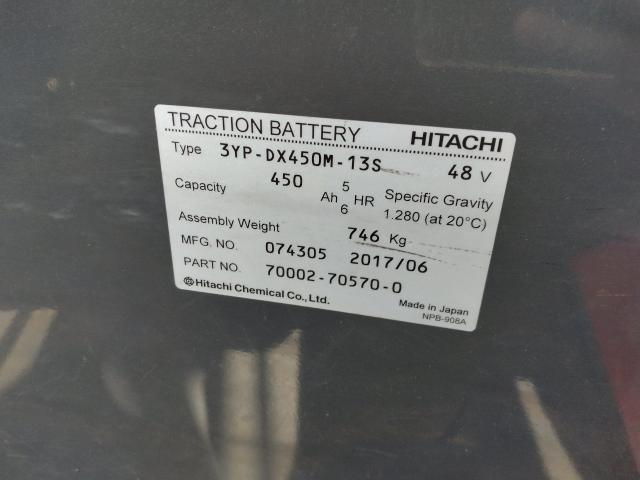 TRACTION BATTERY HITACHI
Type 3YP-DX450M-13S 48 V
Capacity 450 Ah 5 6 HR Specific Gravity
1.280 (at 20°C)
Assembly Weight 746 Kg
MFG. NO. 074305 2017/06
PART NO. 70002-70570-0
Hitachi Chemical Co., Ltd. Made in Japan
NPB-908A